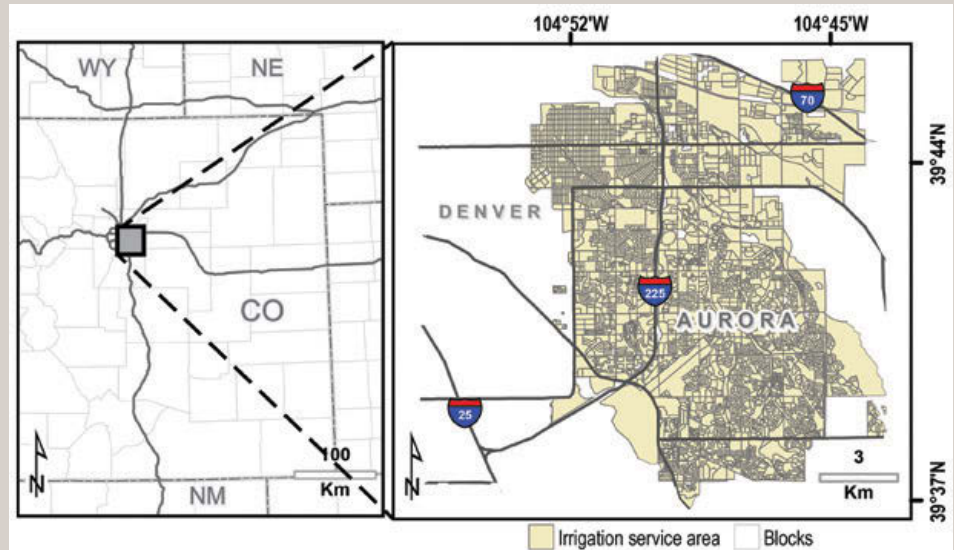 104°52'W
104°45'W
WY
NE
70
39°44'N
DENVER
CO
225
AURORA
25
100
Km
3
Km
N
N
NM
39°37'N
Irrigation service area
Blocks